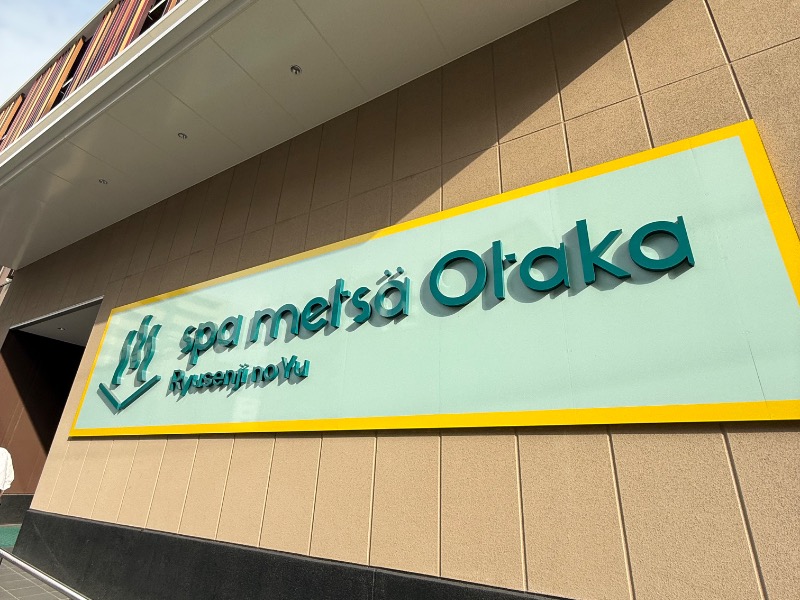 spa metsä Otaka
Ryusenji no Yu